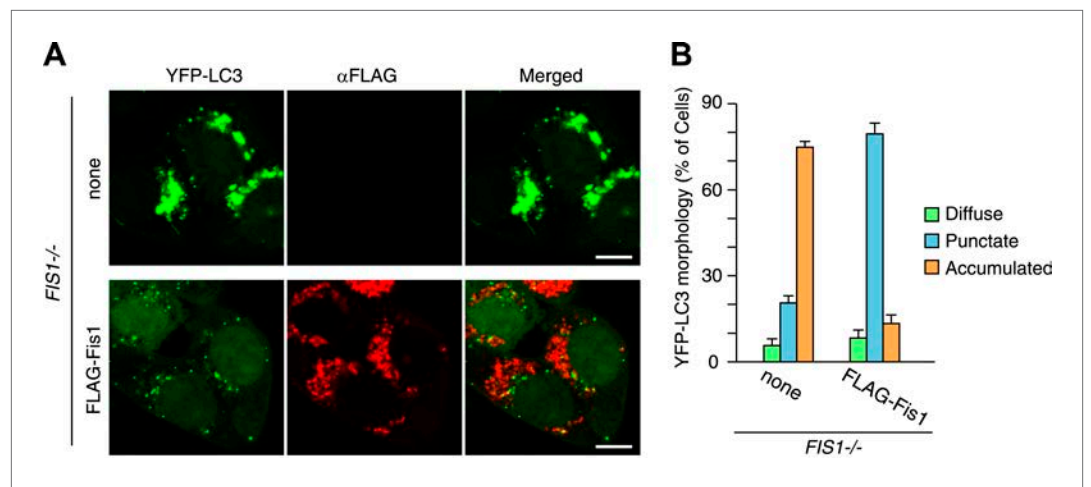 A
YFP-LC3
αFLAG
Merged
FIS1-/-
none
FLAG-Fis1
B
YFP-LC3 morphology (% of Cells)
90
60
30
0
Diffuse
Punctate
Accumulated
none
FLAG-Fis1
FIS1-/-